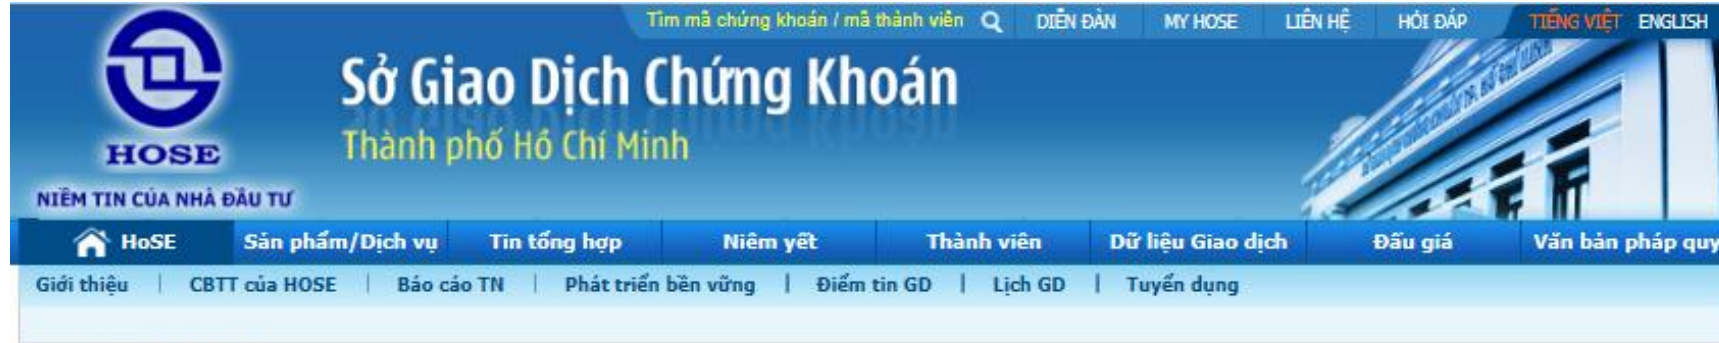 Tìm mã chứng khoán / mã thành viên DIỄN ĐÀN MY HOSE LIÊN HỆ HỎI ĐÁP TIẾNG VIỆT ENGLISH
Sở Giao Dịch Chứng Khoán
Thành phố Hồ Chí Minh
HOSE
NIỀM TIN CỦA NHÀ ĐẦU TƯ
HoSE Sản phẩm/Dịch vụ Tin tổng hợp Niêm yết Thành viên Dữ liệu Giao dịch Đấu giá Văn bản pháp quy
Giới thiệu | CBTT của HOSE | Báo cáo TN | Phát triển bền vững | Điểm tin GD | Lịch GD | Tuyển dụng